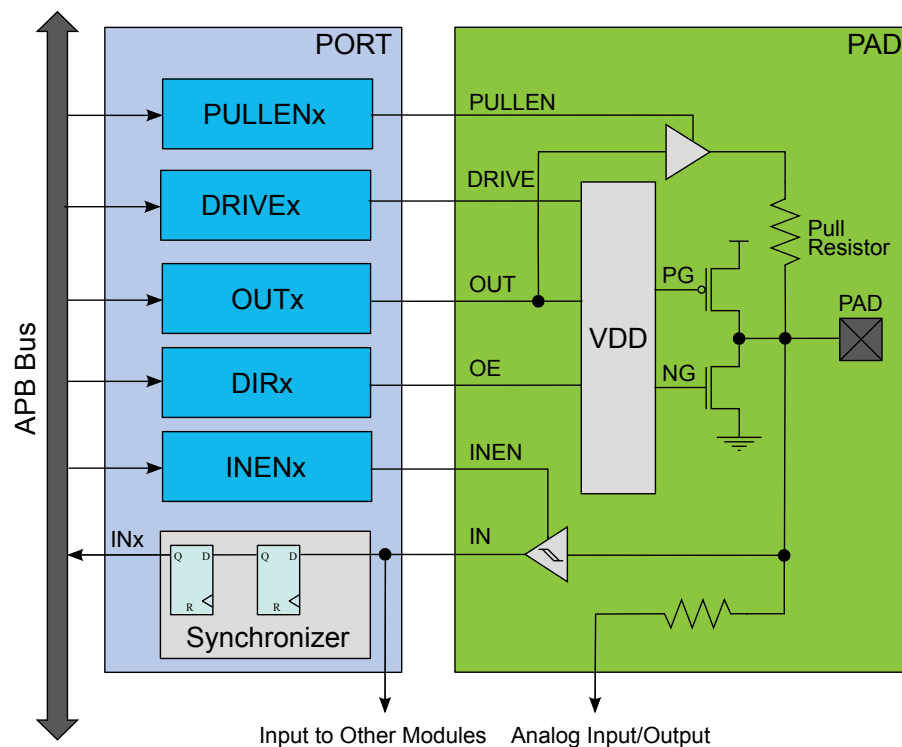 PORT
PAD
PULLENx
PULLEN
DRIVEx
DRIVE
Pull
Resistor
OUTx
OUT
PG
PAD
VDD
APB Bus
DIRx
OE
NG
INENx
INEN
INx
IN
Q D
R
Q D
R
Synchronizer
Input to Other Modules
Analog Input/Output